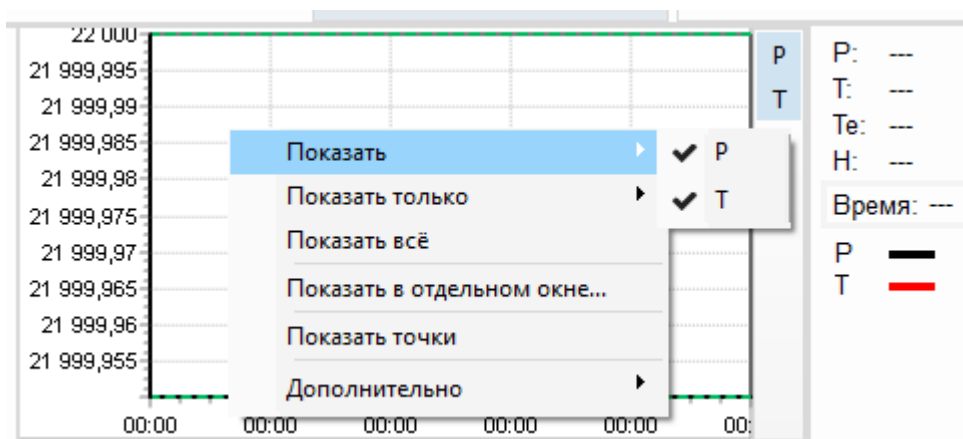 22 000
21 999,995
21 999,99
21 999,985
21 999,98
21 999,975
21 999,97
21 999,965
21 999,96
21 999,955
00:00 00:00 00:00 00:00 00:00 00:
Показать
Показать только
Показать всё
Показать в отдельном окне...
Показать точки
Дополнительно
P
T
P
T
P: ---
T: ---
Te: ---
H: ---
Время: ---
P
T